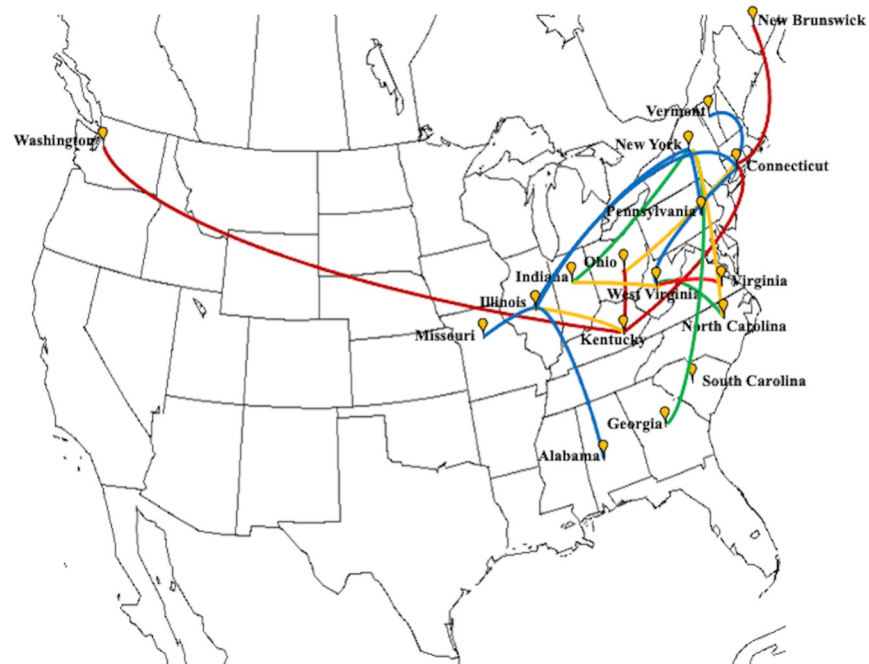 New Brunswick
Vermont
Washington
New York
Connecticut
Pennsylvania
Ohio
Indiana
Virginia
West Virginia
Illinois
North Carolina
Missouri
Kentucky
South Carolina
Georgia
Alabama